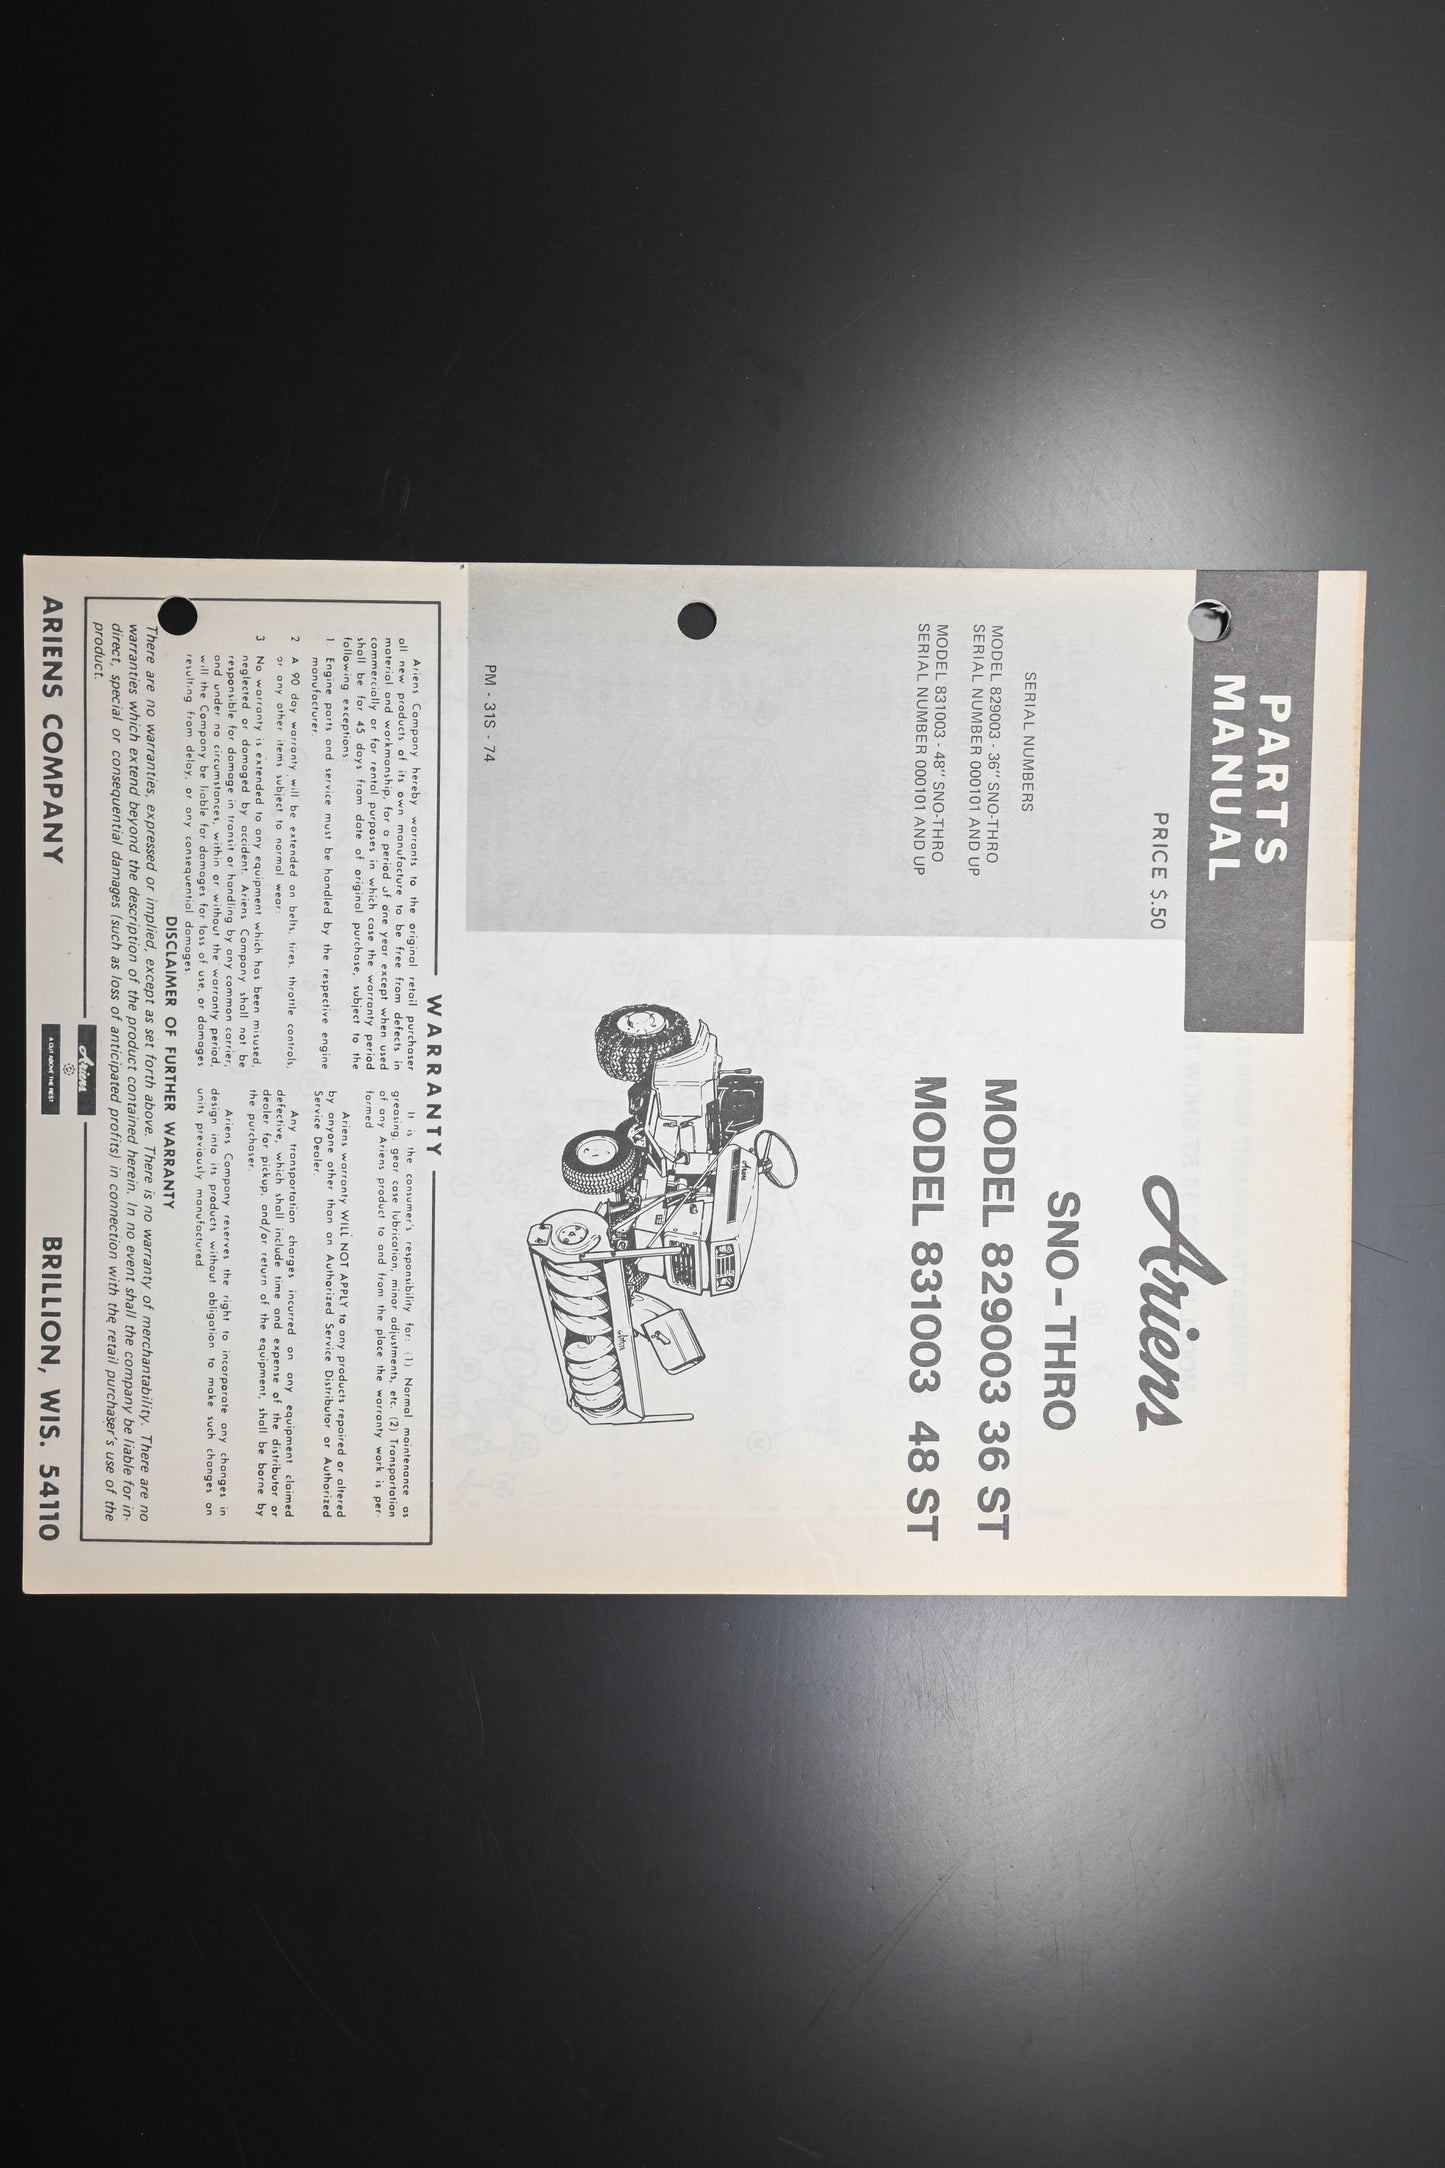 PARTS
MANUAL
PRICE $.50
SERIAL NUMBERS
MODEL 829003 - 36" SNO-THRO
SERIAL NUMBER 000101 AND UP
MODEL 831003 - 48" SNO-THRO
SERIAL NUMBER 000101 AND UP
PM - 31S - 74
Ariens
SNO - THRO
MODEL 829003 36 ST
MODEL 831003 48 ST
Ariens
WARRANTY
Ariens Company hereby warrants to the original retail purchaser
all new products of its own manufacture to be free from defects in
material and workmanship, for a period of one year except when used
commercially or for rental purposes in which case the warranty period
shall be for 45 days from date of original purchase, subject to the
following exceptions:
1 Engine parts and service must be handled by the respective engine
manufacturer.
2 A 90 day warranty will be extended on belts, tires, throttle controls,
or any other items subject to normal wear.
3 No warranty is extended to any equipment which has been misused,
neglected or damaged by accident. Ariens Company shall not be
responsible for damage in transit or handling by any common carrier,
and under no circumstances, within or without the warranty period,
will the Company be liable for damages for loss of use, or damages
resulting from delay, or any consequential damages.
It is the consumer's responsibility for: (1) Normal maintenance as
greasing, gear case lubrication, minor adjustments, etc. (2) Transportation
of any Ariens product to and from the place the warranty work is per-
formed.
Ariens warranty WILL NOT APPLY to any products repaired or altered
by anyone other than an Authorized Service Distributor or Authorized
Service Dealer.
Any transportation charges incurred on any equipment claimed
defective, which shall include time and expense of the distributor or
dealer for pickup, and/or return of the equipment, shall be borne by
the purchaser.
Ariens Company reserves the right to incorporate any changes in
design into its products without obligation to make such changes on
units previously manufactured.
DISCLAIMER OF FURTHER WARRANTY
There are no warranties, expressed or implied, except as set forth above. There is no warranty of merchantability. There are no
warranties which extend beyond the description of the product contained herein. In no event shall the company be liable for in-
direct, special or consequential damages (such as loss of anticipated profits) in connection with the retail purchaser's use of the
product.
Ariens
A CUT ABOVE THE REST
ARIENS COMPANY BRILLION, WIS. 54110